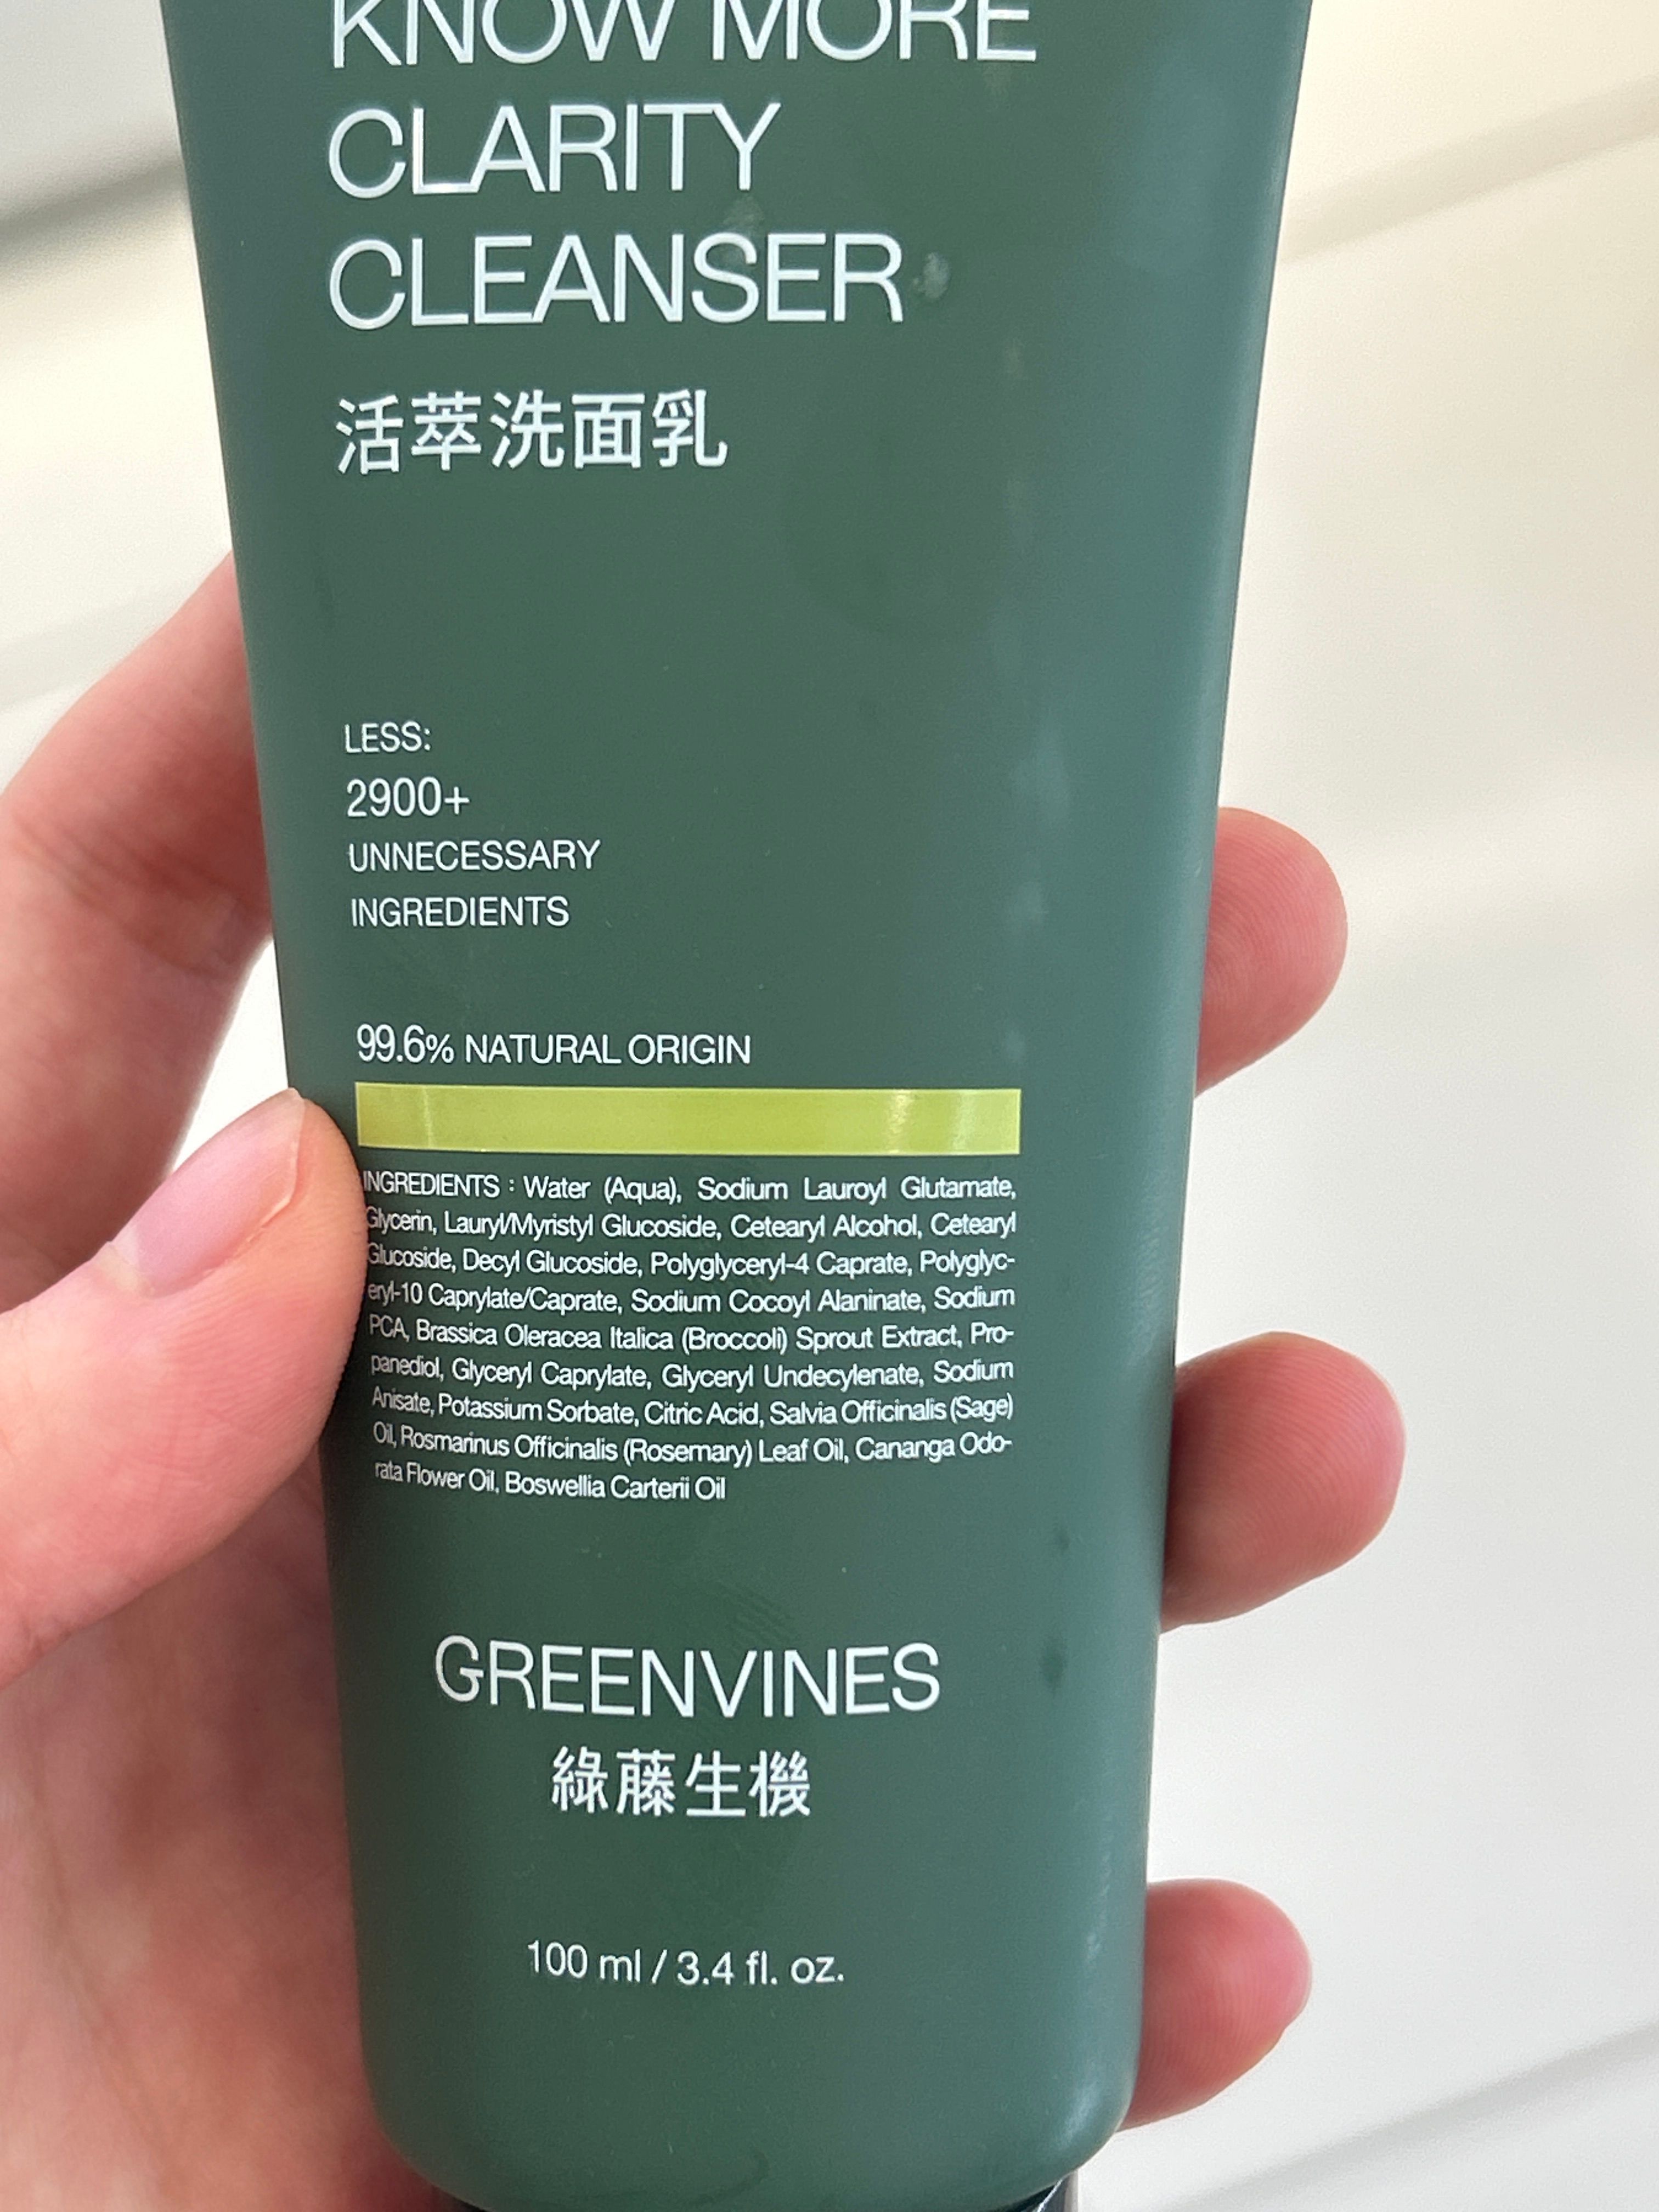 KNOW MORE
CLARITY
CLEANSER
活萃洗面乳
LESS:
2900+
UNNECESSARY
INGREDIENTS
99.6% NATURAL ORIGIN
INGREDIENTS : Water (Aqua), Sodium Lauroyl Glutamate,
Glycerin, Lauryl/Myristyl Glucoside, Cetearyl Alcohol, Cetearyl
Glucoside, Decyl Glucoside, Polyglyceryl-4 Caprate, Polyglyc-
eryl-10 Caprylate/Caprate, Sodium Cocoyl Alaninate, Sodium
PCA, Brassica Oleracea Italica (Broccoli) Sprout Extract, Pro-
panediol, Glyceryl Caprylate, Glyceryl Undecylenate, Sodium
Anisate, Potassium Sorbate, Citric Acid, Salvia Officinalis (Sage)
Oil, Rosmarinus Officinalis (Rosemary) Leaf Oil, Cananga Odo-
rata Flower Oil, Boswellia Carterii Oil
GREENVINES
綠藤生機
100 ml / 3.4 fl. oz.